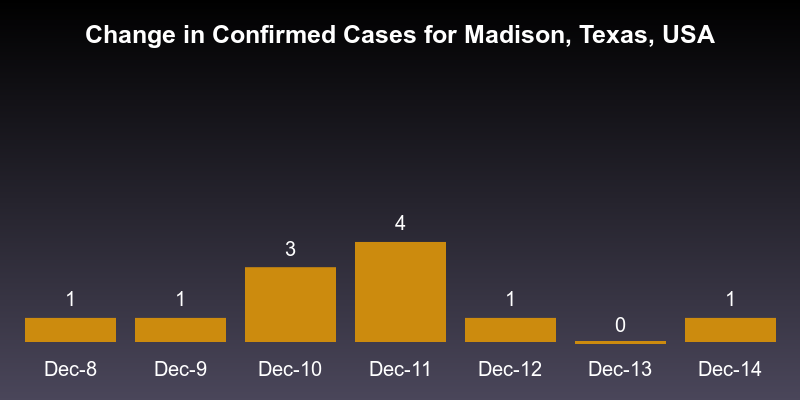 Change in Confirmed Cases for Madison, Texas, USA
4
3
1 1 1 0 1
Dec-8 Dec-9 Dec-10 Dec-11 Dec-12 Dec-13 Dec-14